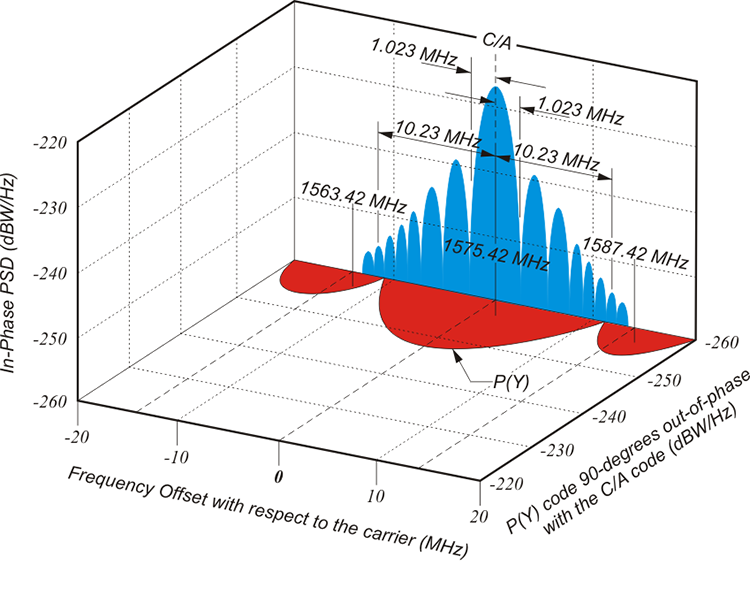 C/A
1.023 MHz
1.023 MHz
10.23 MHz
10.23 MHz
1563.42 MHz
1575.42 MHz
1587.42 MHz
P(Y)
In-Phase PSD (dBW/Hz)
-220
-230
-240
-250
-260
-20
-10
0
10
20
Frequency Offset with respect to the carrier (MHz)
-260
-250
-240
-230
-220
P(Y) code 90-degrees out-of-phase
with the C/A code (dBW/Hz)